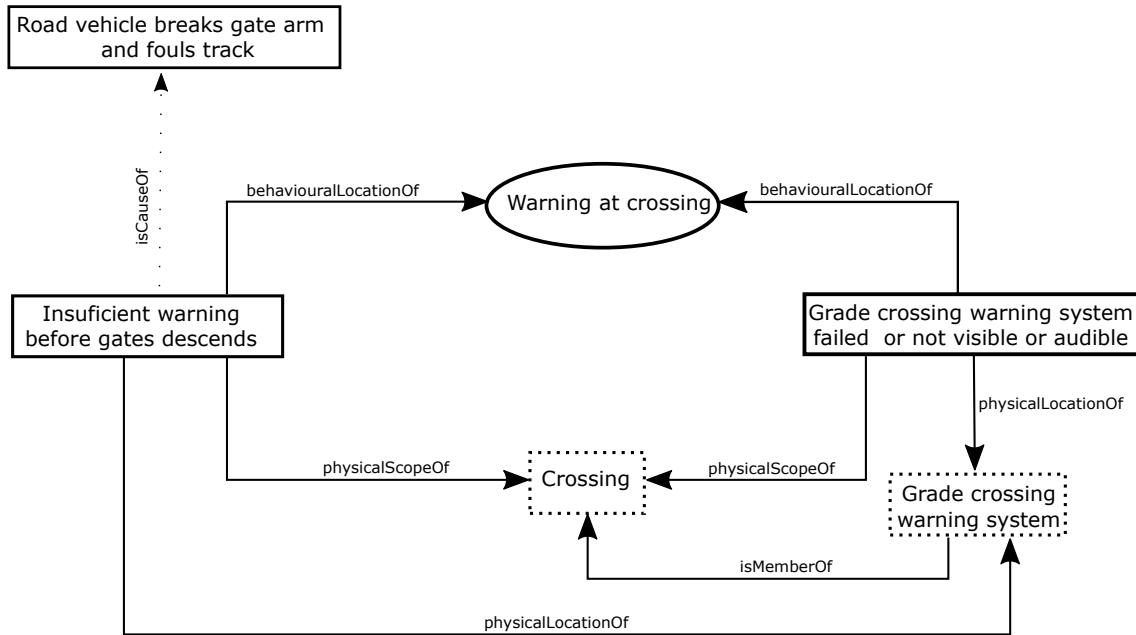 Road vehicle breaks gate arm
and fouls track
isCauseOf
behaviouralLocationOf
Warning at crossing
behaviouralLocationOf
Insuficient warning
before gates descends
Grade crossing warning system
failed or not visible or audible
physicalLocationOf
physicalScopeOf
Crossing
physicalScopeOf
Grade crossing
warning system
isMemberOf
physicalLocationOf